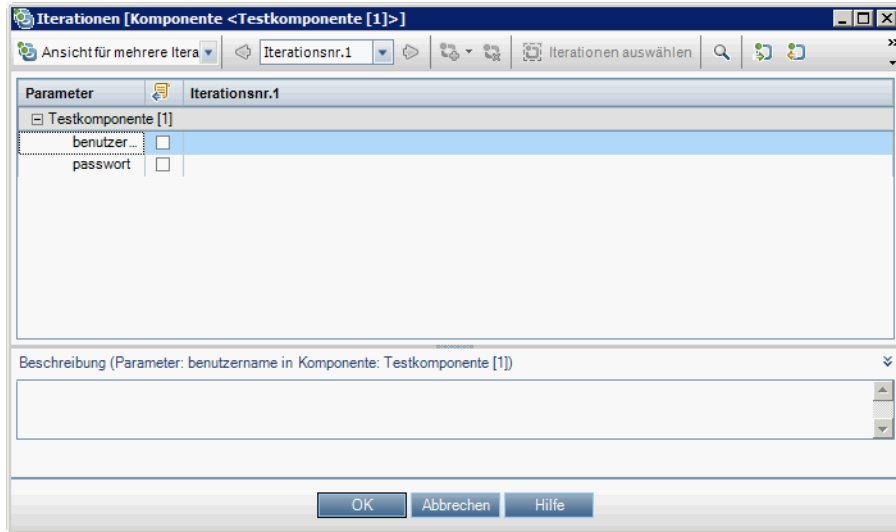 Iterationen [Komponente <Testkomponente [1]>]
Ansicht für mehrere Itera Iterationsnr.1 Iterationen auswählen
Parameter Iterationsnr.1
Testkomponente [1]
benutzer...
passwort
Beschreibung (Parameter: benutzername in Komponente: Testkomponente [1])
OK Abbrechen Hilfe